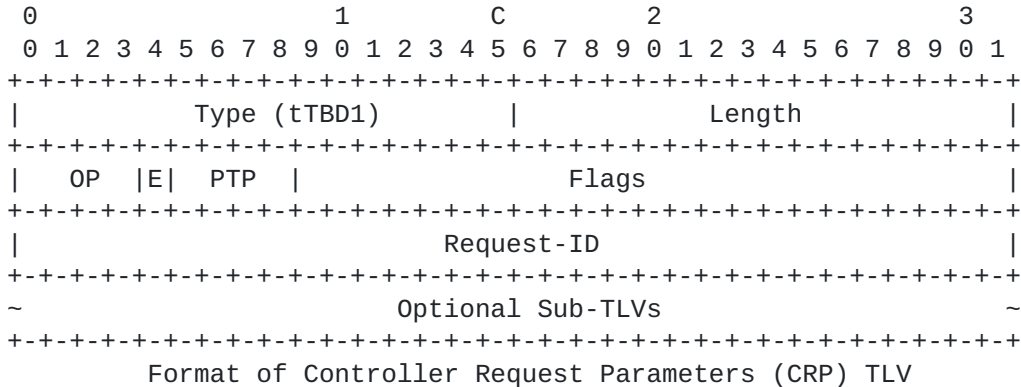 0                   1         C         2                   3
 0 1 2 3 4 5 6 7 8 9 0 1 2 3 4 5 6 7 8 9 0 1 2 3 4 5 6 7 8 9 0 1
+-+-+-+-+-+-+-+-+-+-+-+-+-+-+-+-+-+-+-+-+-+-+-+-+-+-+-+-+-+-+-+-+
|           Type (tTBD1)        |            Length             |
+-+-+-+-+-+-+-+-+-+-+-+-+-+-+-+-+-+-+-+-+-+-+-+-+-+-+-+-+-+-+-+-+
|   OP  |E|  PTP  |                 Flags                       |
+-+-+-+-+-+-+-+-+-+-+-+-+-+-+-+-+-+-+-+-+-+-+-+-+-+-+-+-+-+-+-+-+
|                           Request-ID                          |
+-+-+-+-+-+-+-+-+-+-+-+-+-+-+-+-+-+-+-+-+-+-+-+-+-+-+-+-+-+-+-+-+
~                        Optional Sub-TLVs                      ~
+-+-+-+-+-+-+-+-+-+-+-+-+-+-+-+-+-+-+-+-+-+-+-+-+-+-+-+-+-+-+-+-+
         Format of Controller Request Parameters (CRP) TLV